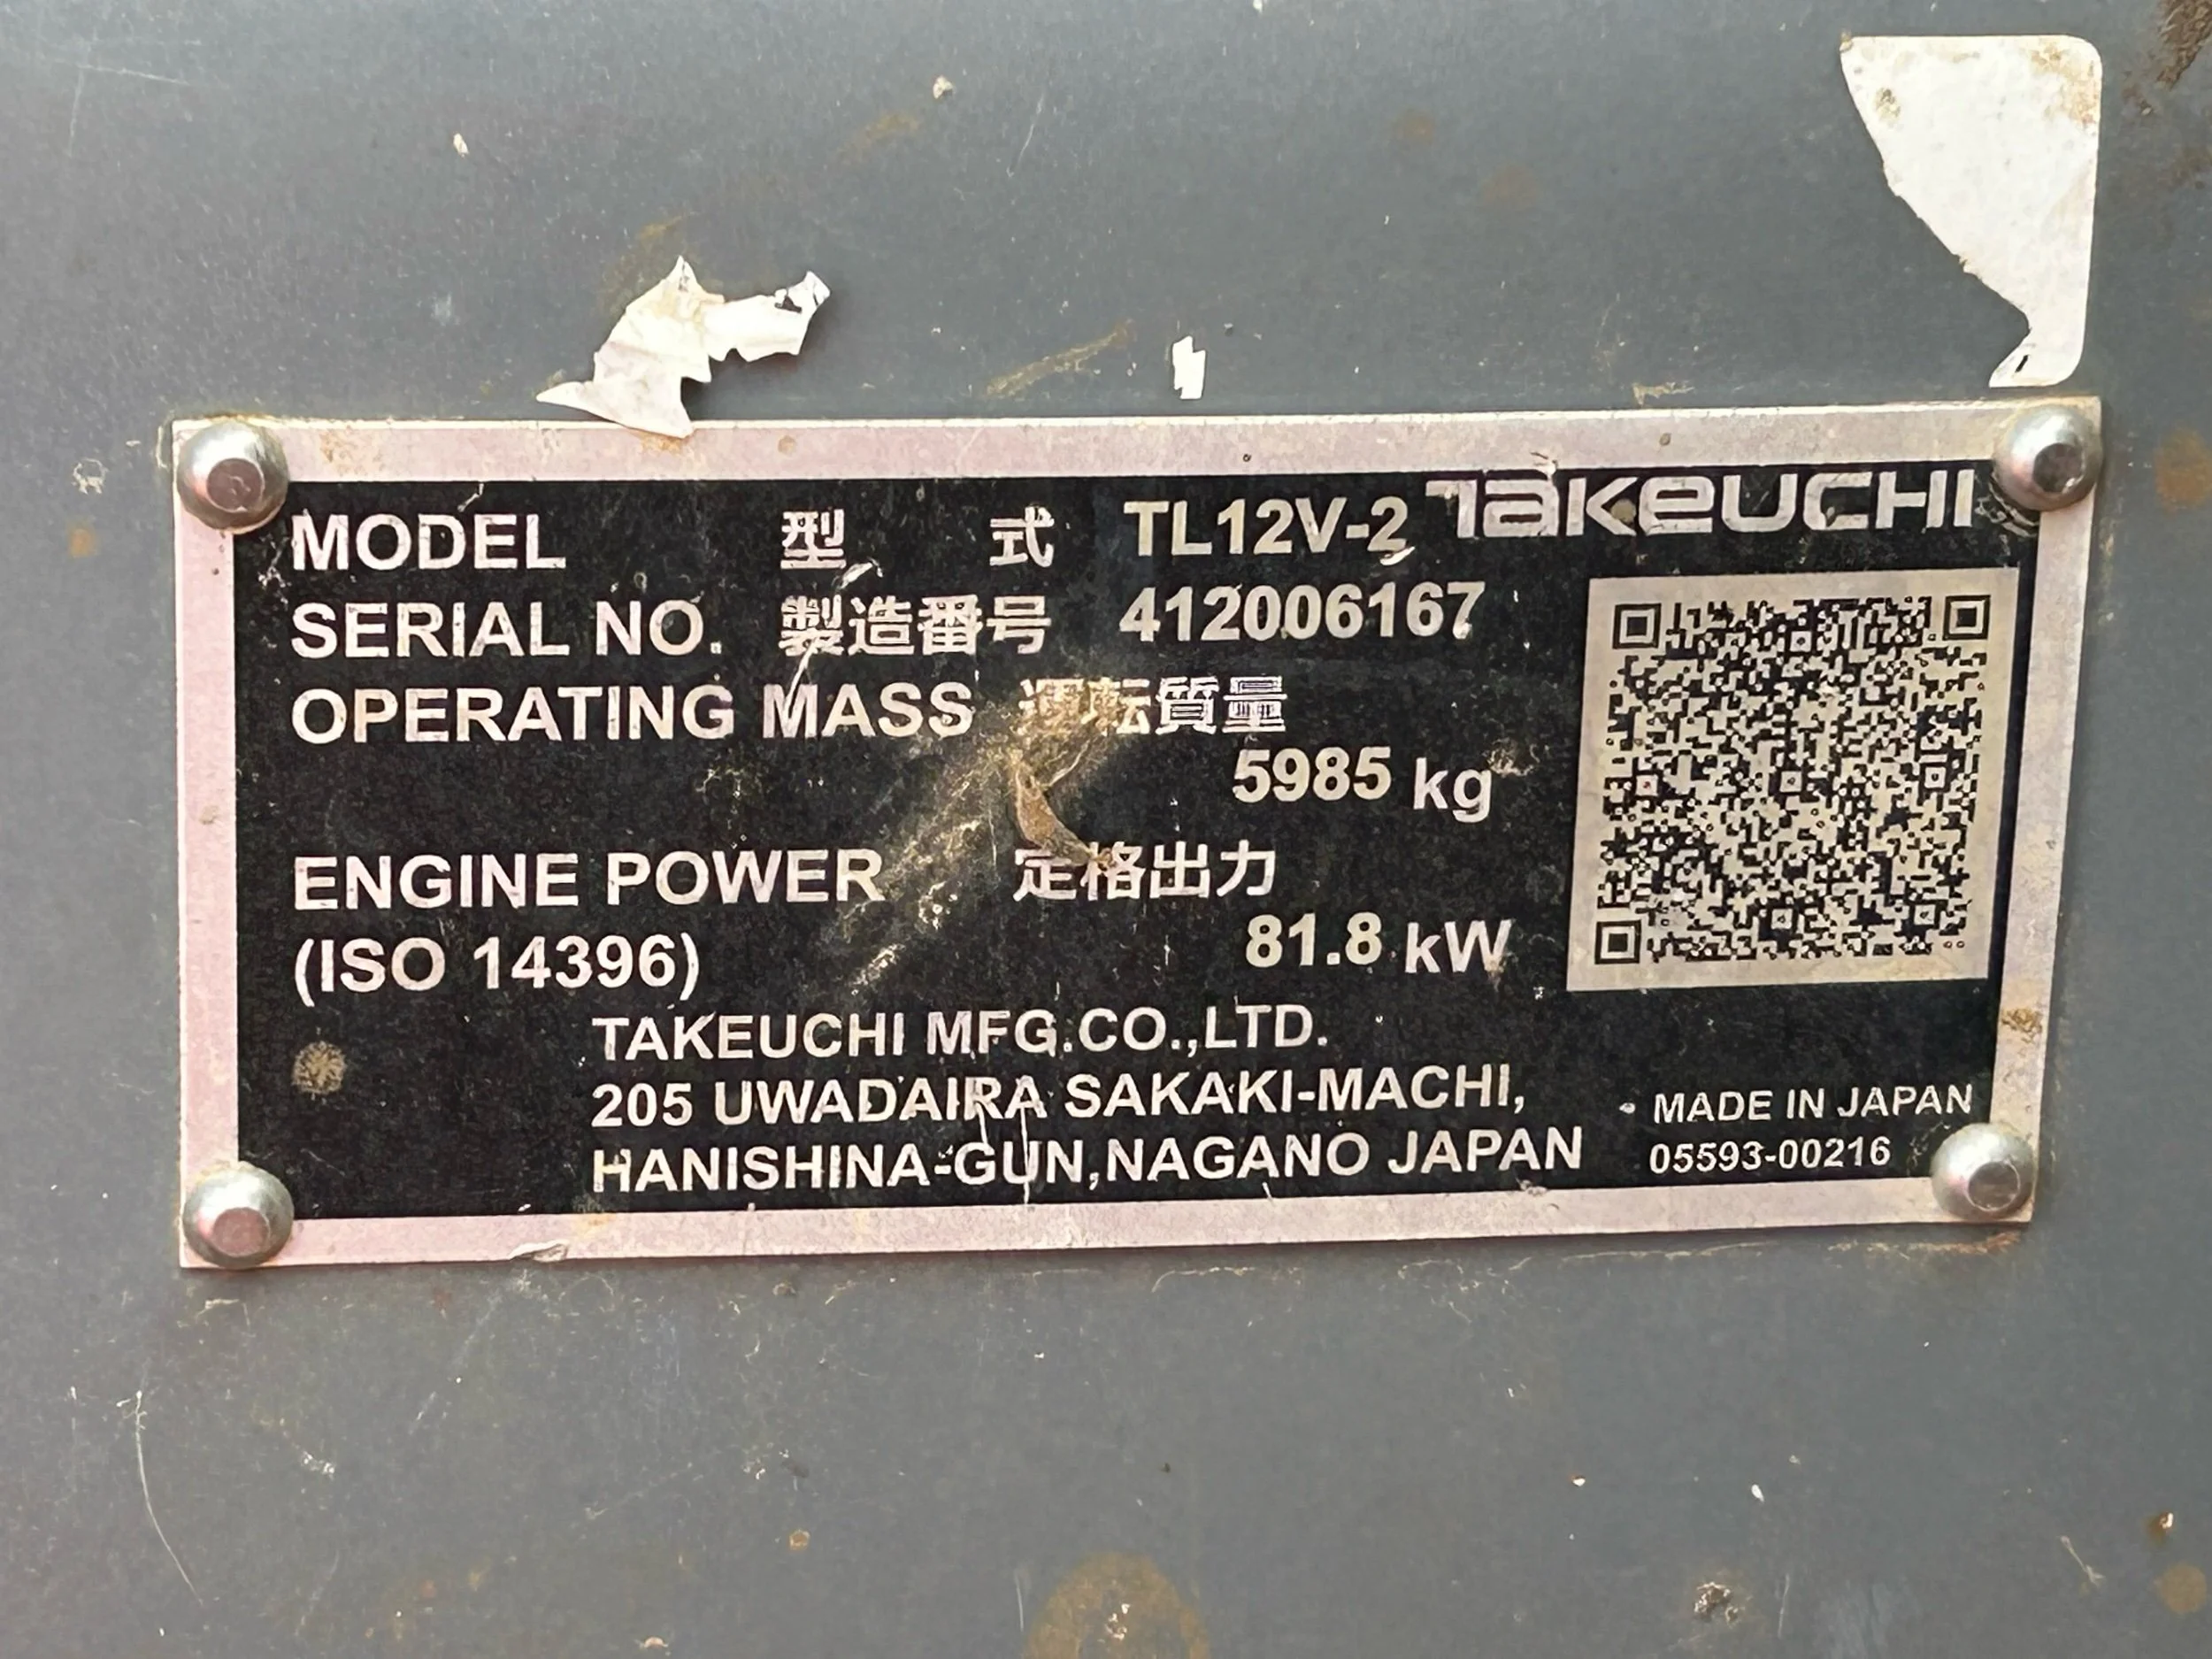 TAKEUCHI
MODEL 型 式 TL12V-2
SERIAL NO. 製造番号 412006167
OPERATING MASS 運転質量
5985 kg
ENGINE POWER 定格出力
(ISO 14396) 81.8 kW
TAKEUCHI MFG.CO.,LTD.
205 UWADAIRA SAKAKI-MACHI,
HANISHINA-GUN,NAGANO JAPAN
MADE IN JAPAN
05593-00216